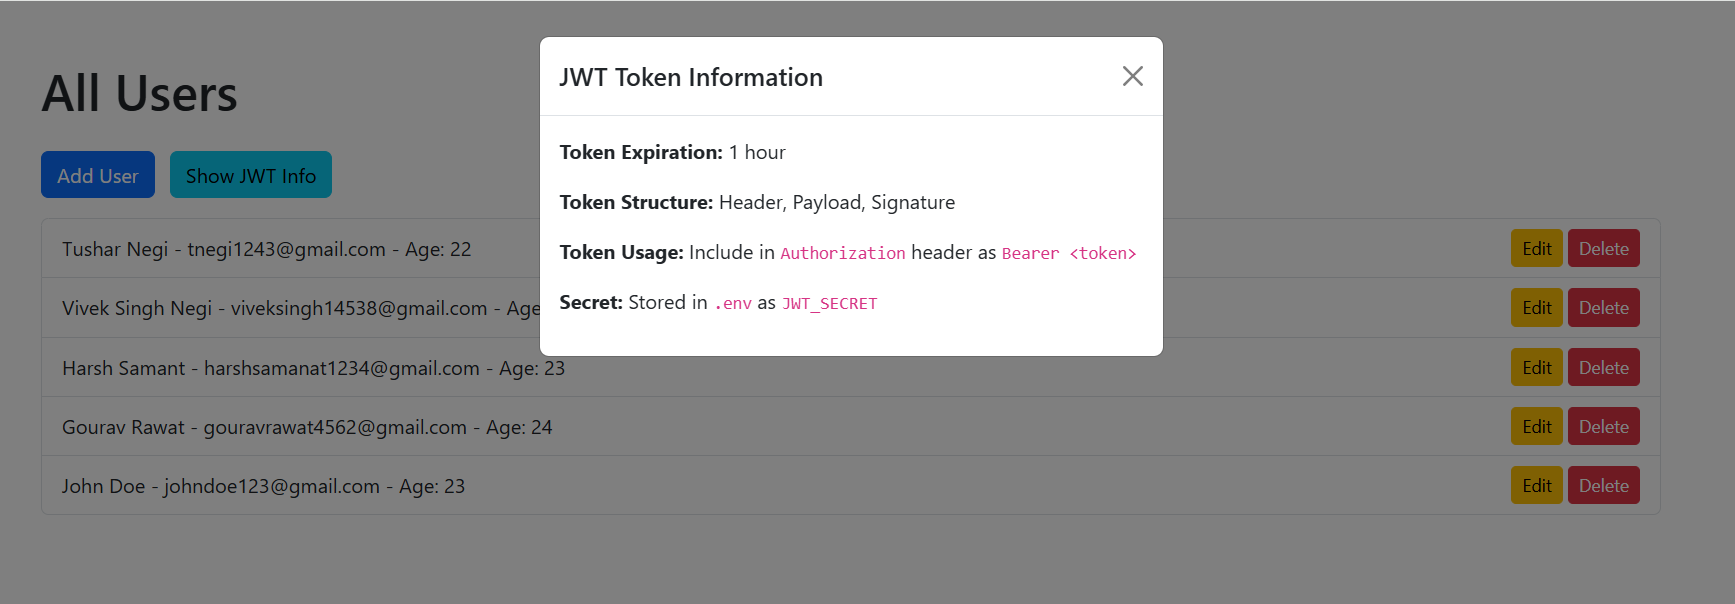 All Users
Add User
Show JWT Info
JWT Token Information
Token Expiration: 1 hour
Token Structure: Header, Payload, Signature
Token Usage: Include in Authorization header as Bearer <token>
Secret: Stored in .env as JWT_SECRET
Tushar Negi - tnegi1243@gmail.com - Age: 22
Edit Delete
Vivek Singh Negi - viveksingh14538@gmail.com - Age
Edit Delete
Harsh Samant - harshsamanat1234@gmail.com - Age: 23
Edit Delete
Gourav Rawat - gouravrawat4562@gmail.com - Age: 24
Edit Delete
John Doe - johndoe123@gmail.com - Age: 23
Edit Delete